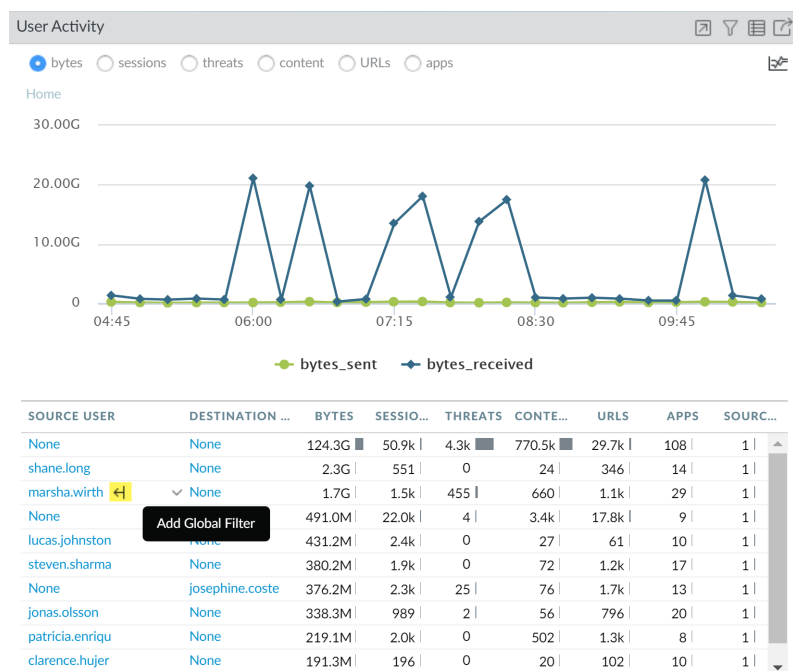 User Activity
bytes sessions threats content URLs apps
Home
30.00G
20.00G
10.00G
0
04:45 06:00 07:15 08:30 09:45
bytes_sent bytes_received
SOURCE USER DESTINATION ... BYTES SESSIO... THREATS CONTE... URLS APPS SOURC...
None None 124.3G 50.9k 4.3k 770.5k 29.7k 108 1
shane.long None 2.3G 551 0 24 346 14 1
marsha.wirth None 1.7G 1.5k 455 660 1.1k 29 1
None 491.0M 22.0k 4 3.4k 17.8k 9 1
Add Global Filter
lucas.johnston None 431.2M 2.4k 0 27 61 10 1
steven.sharma None 380.2M 1.9k 0 72 1.2k 17 1
None josephine.coste 376.2M 2.3k 25 76 1.7k 13 1
jonas.olsson None 338.3M 989 2 56 796 20 1
patricia.enriqu None 219.1M 2.0k 0 502 1.3k 8 1
clarence.hujer None 191.3M 196 0 20 102 10 1